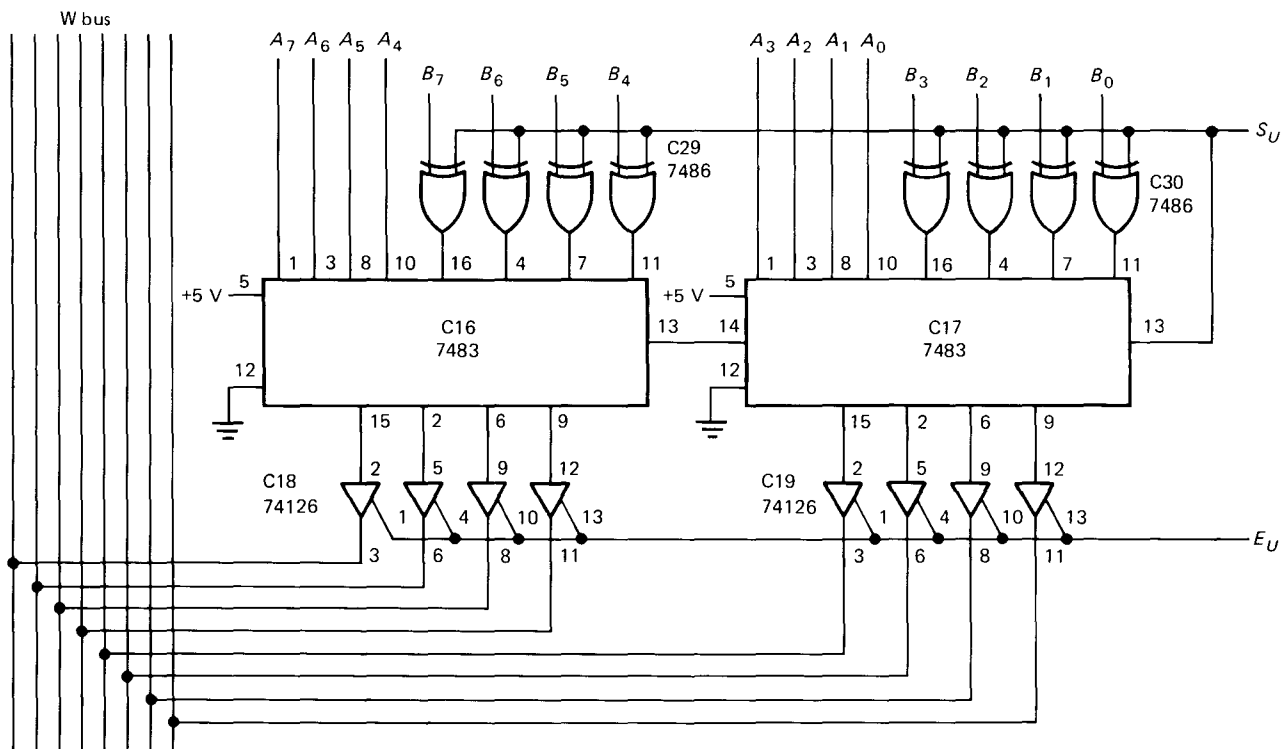 W bus
A7 A6 A5 A4 A3 A2 A1 A0
B7 B6 B5 B4 B3 B2 B1 B0
SU
C29
7486
C30
7486
1 3 8 10 16 4 7 11 1 3 8 10 16 4 7 11
+5 V 5 +5 V 5
C16
7483
13 14
C17
7483
13
12 12
15 2 6 9 15 2 6 9
C18
74126
2 5 9 12
C19
74126
2 5 9 12
1 4 10 13 1 4 10 13
EU
3 6 8 11 3 6 8 11